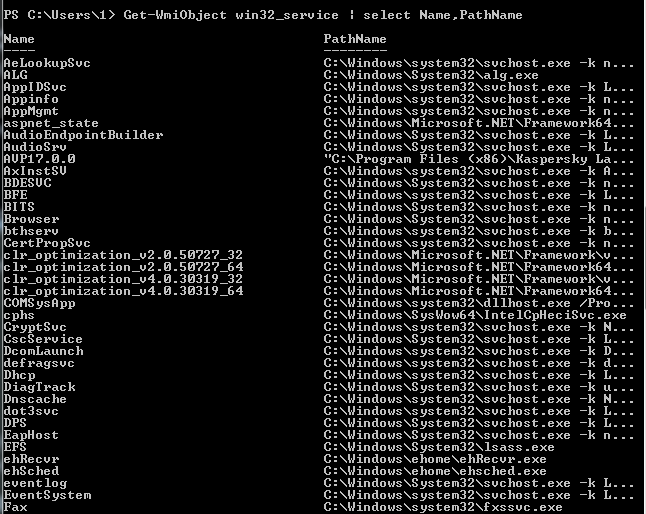 PS C:\Users\1> Get-WmiObject win32_service | select Name,PathName
Name PathName
---- --------
AeLookupSvc C:\Windows\system32\svchost.exe -k n...
ALG C:\Windows\System32\alg.exe
AppIDSvc C:\Windows\system32\svchost.exe -k L...
Appinfo C:\Windows\system32\svchost.exe -k n...
AppMgmt C:\Windows\system32\svchost.exe -k n...
aspnet_state C:\Windows\Microsoft.NET\Framework64...
AudioEndpointBuilder C:\Windows\System32\svchost.exe -k L...
AudioSrv C:\Windows\System32\svchost.exe -k L...
AVP17.0.0 "C:\Program Files (x86)\Kaspersky La...
AxInstSV C:\Windows\system32\svchost.exe -k A...
BDESVC C:\Windows\System32\svchost.exe -k n...
BFE C:\Windows\system32\svchost.exe -k L...
BITS C:\Windows\System32\svchost.exe -k n...
Browser C:\Windows\System32\svchost.exe -k n...
bthserv C:\Windows\system32\svchost.exe -k b...
CertPropSvc C:\Windows\system32\svchost.exe -k n...
clr_optimization_v2.0.50727_32 C:\Windows\Microsoft.NET\Framework\v...
clr_optimization_v2.0.50727_64 C:\Windows\Microsoft.NET\Framework64...
clr_optimization_v4.0.30319_32 C:\Windows\Microsoft.NET\Framework\v...
clr_optimization_v4.0.30319_64 C:\Windows\Microsoft.NET\Framework64...
COMSysApp C:\Windows\system32\dllhost.exe /Pro...
cphs C:\Windows\SysWow64\IntelCpHeciSvc.exe
CryptSvc C:\Windows\system32\svchost.exe -k N...
CscService C:\Windows\System32\svchost.exe -k L...
DcomLaunch C:\Windows\system32\svchost.exe -k D...
defragsvc C:\Windows\system32\svchost.exe -k d...
Dhcp C:\Windows\system32\svchost.exe -k L...
DiagTrack C:\Windows\System32\svchost.exe -k u...
Dnscache C:\Windows\system32\svchost.exe -k N...
dot3svc C:\Windows\system32\svchost.exe -k L...
DPS C:\Windows\System32\svchost.exe -k L...
EapHost C:\Windows\System32\svchost.exe -k n...
EFS C:\Windows\System32\lsass.exe
ehRecvr C:\Windows\ehome\ehRecvr.exe
ehSched C:\Windows\ehome\ehsched.exe
eventlog C:\Windows\System32\svchost.exe -k L...
EventSystem C:\Windows\system32\svchost.exe -k L...
Fax C:\Windows\system32\fxssvc.exe